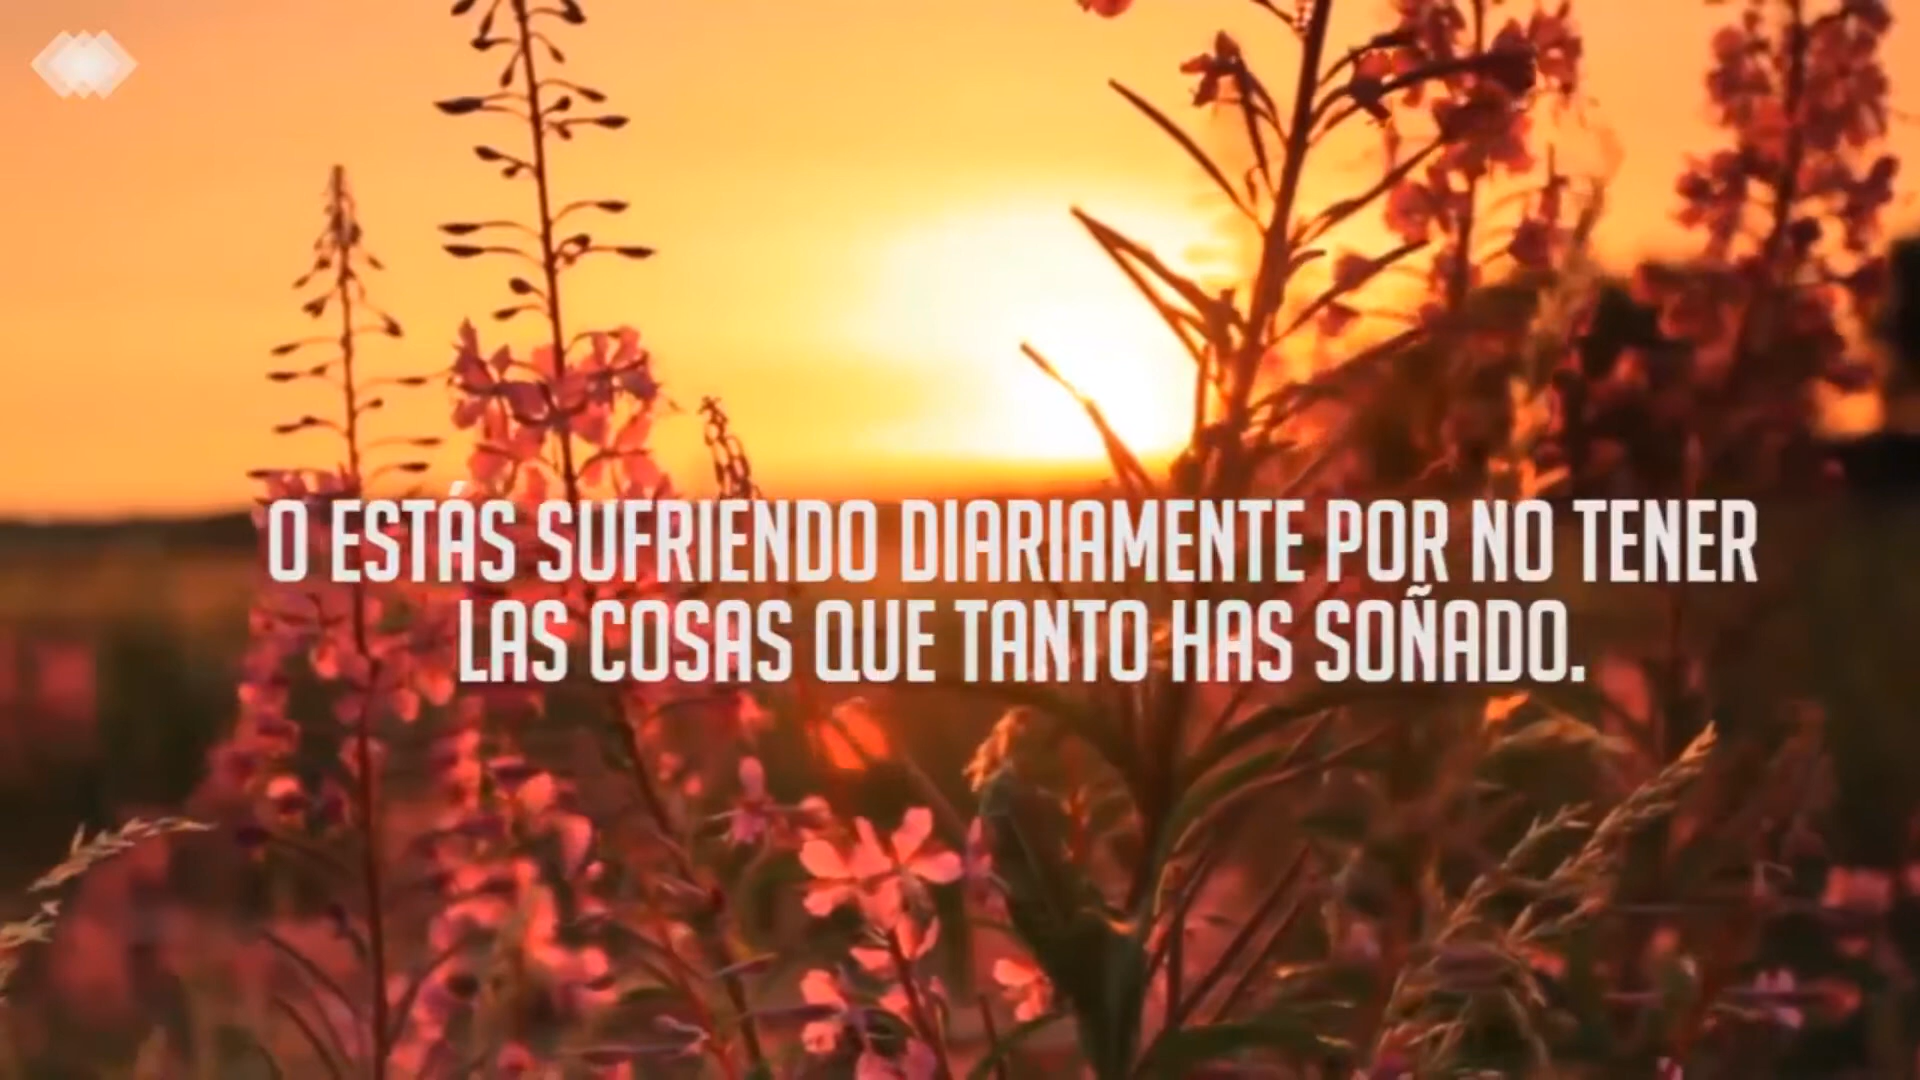 O ESTÁS SUFRIENDO DIARIAMENTE POR NO TENER
LAS COSAS QUE TANTO HAS SOÑADO.